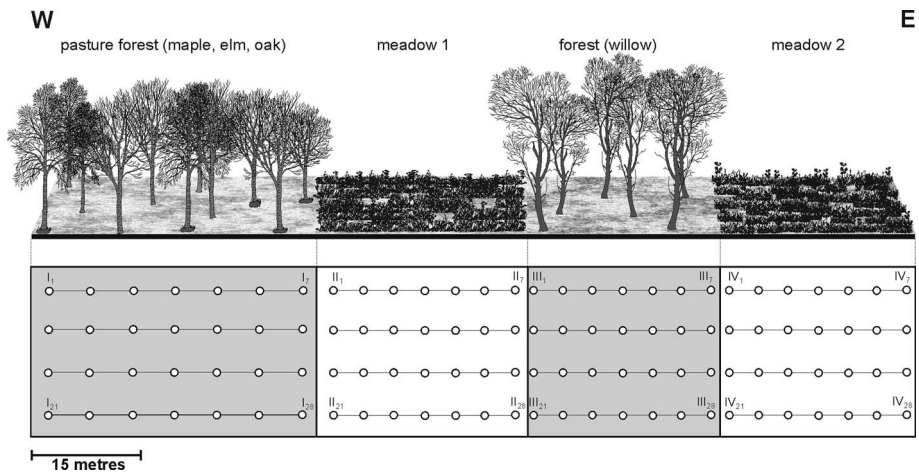 W E
pasture forest (maple, elm, oak) meadow 1 forest (willow) meadow 2
I₁ I₇ II₁ II₇ III₁ III₇ IV₁ IV₇
I₂₁ I₂₈ II₂₁ II₂₈ III₂₁ III₂₈ IV₂₁ IV₂₈
15 metres